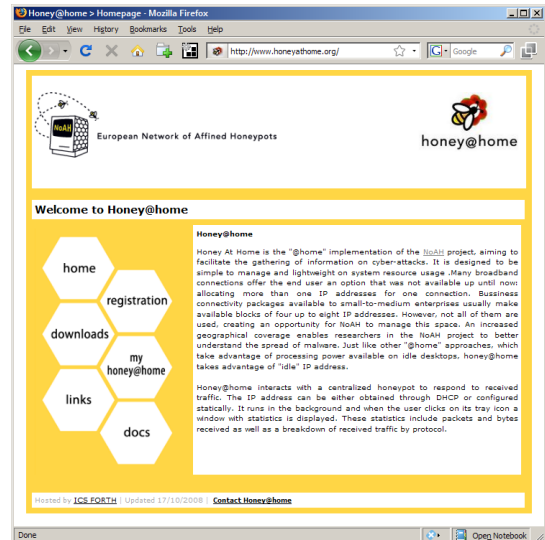 Honey@home > Homepage - Mozilla Firefox
File Edit View History Bookmarks Tools Help
http://www.honeyathome.org/
G Google
NoAH
European Network of Affined Honeypots
honey@home
Welcome to Honey@home
home
registration
downloads
my
honey@home
links
docs
Honey@home
Honey At Home is the "@home" implementation of the NoAH project, aiming to
facilitate the gathering of information on cyber-attacks. It is designed to be
simple to manage and lightweight on system resource usage .Many broadband
connections offer the end user an option that was not available up until now:
allocating more than one IP addresses for one connection. Bussiness
connectivity packages available to small-to-medium enterprises usually make
available blocks of four up to eight IP addresses. However, not all of them are
used, creating an opportunity for NoAH to manage this space. An increased
geographical coverage enables researchers in the NoAH project to better
understand the spread of malware. Just like other "@home" approaches, which
take advantage of processing power available on idle desktops, honey@home
takes advantage of "idle" IP address.
Honey@home interacts with a centralized honeypot to respond to received
traffic. The IP address can be either obtained through DHCP or configured
statically. It runs in the background and when the user clicks on its tray icon a
window with statistics is displayed. These statistics include packets and bytes
received as well as a breakdown of received traffic by protocol.
Hosted by ICS FORTH | Updated 17/10/2008 | Contact Honey@home
Done
Open Notebook